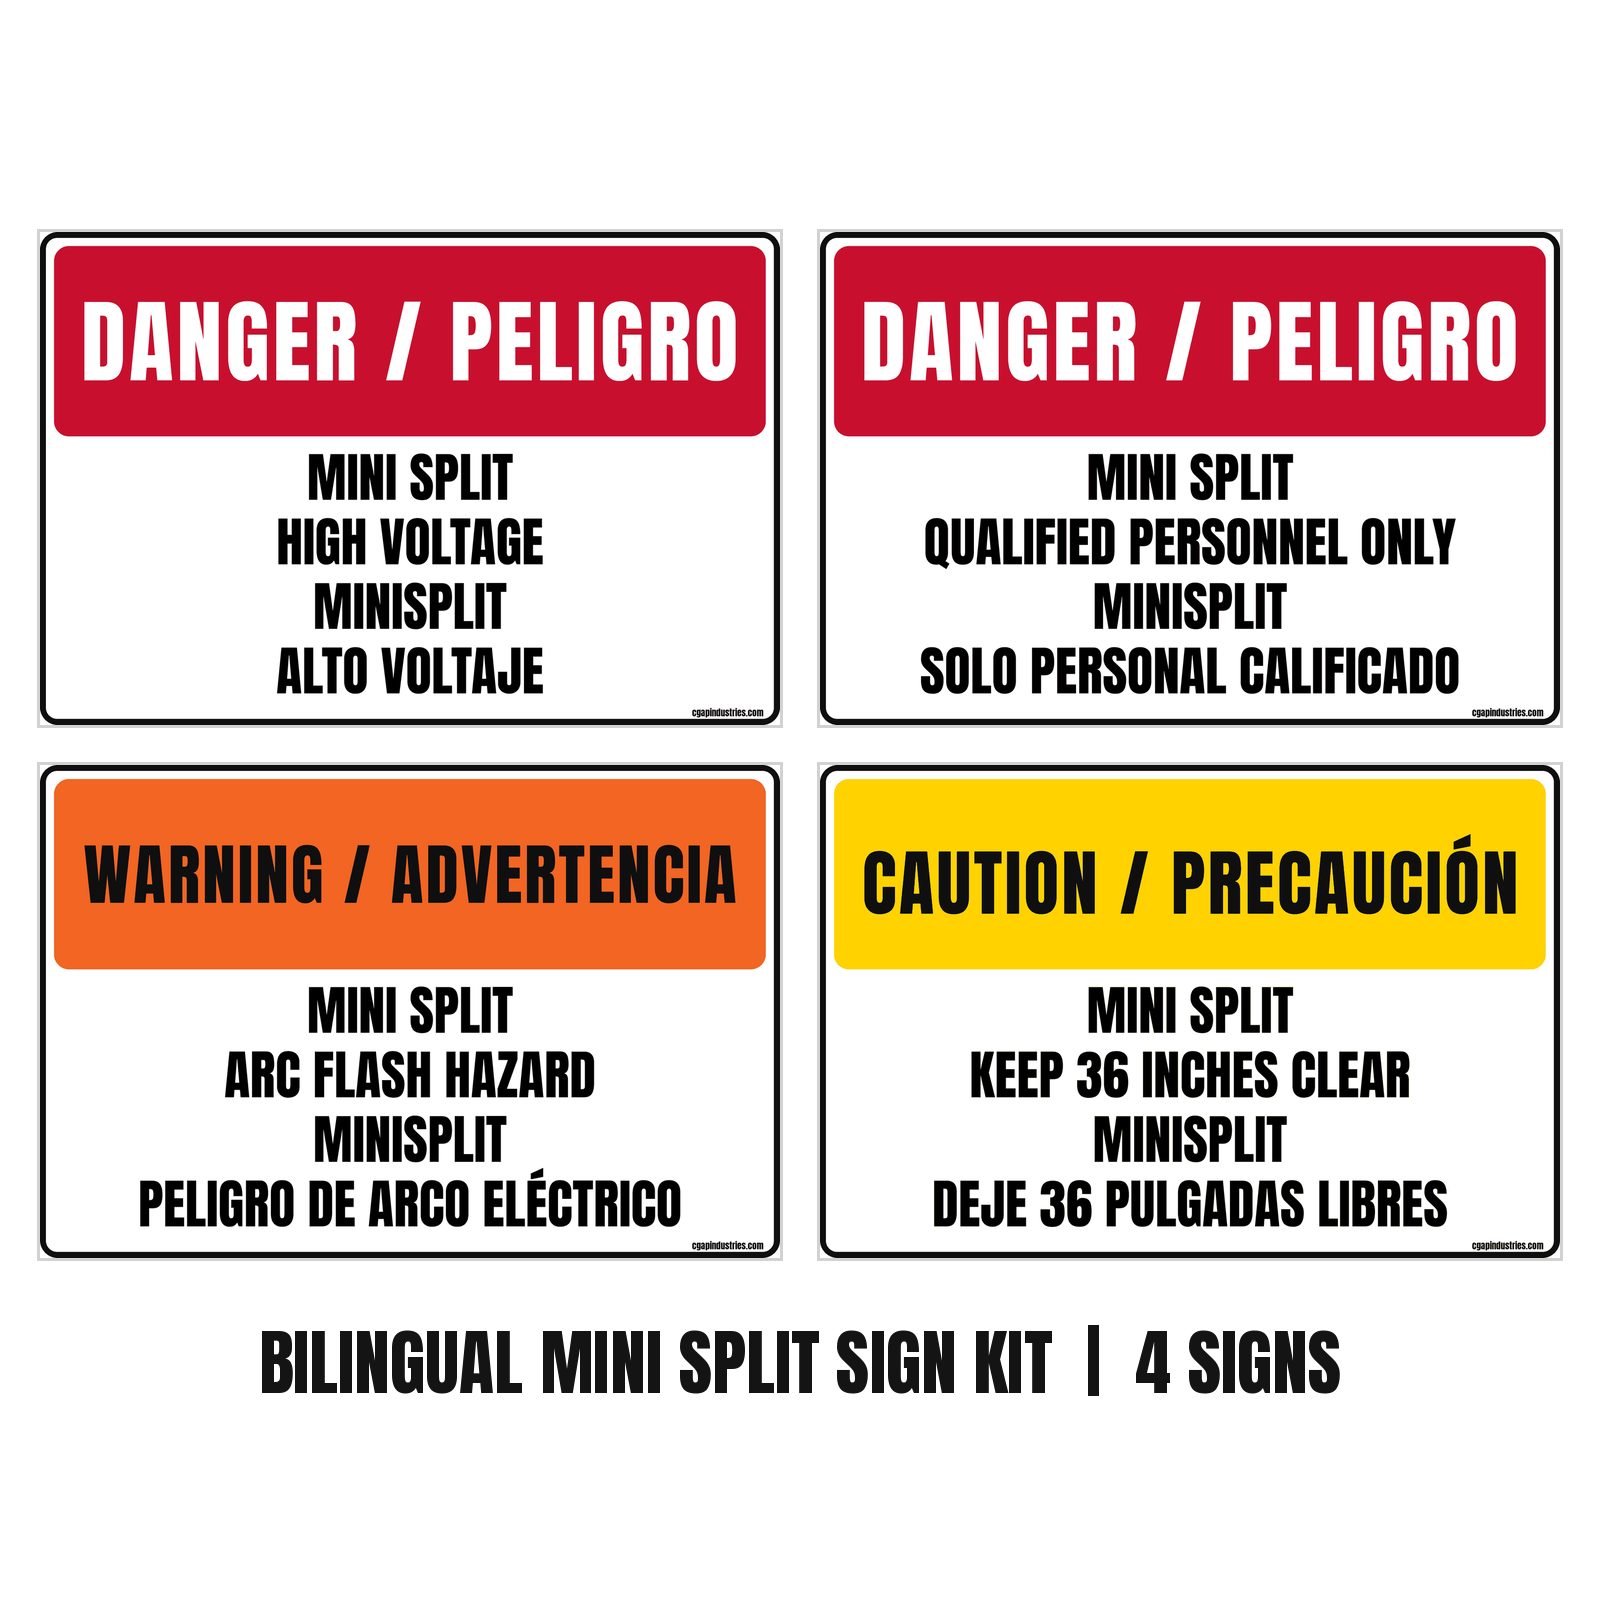 DANGER / PELIGRO
MINI SPLIT
HIGH VOLTAGE
MINISPLIT
ALTO VOLTAJE
cgapindustries.com
DANGER / PELIGRO
MINI SPLIT
QUALIFIED PERSONNEL ONLY
MINISPLIT
SOLO PERSONAL CALIFICADO
cgapindustries.com
WARNING / ADVERTENCIA
MINI SPLIT
ARC FLASH HAZARD
MINISPLIT
PELIGRO DE ARCO ELÉCTRICO
cgapindustries.com
CAUTION / PRECAUCIÓN
MINI SPLIT
KEEP 36 INCHES CLEAR
MINISPLIT
DEJE 36 PULGADAS LIBRES
cgapindustries.com
BILINGUAL MINI SPLIT SIGN KIT | 4 SIGNS